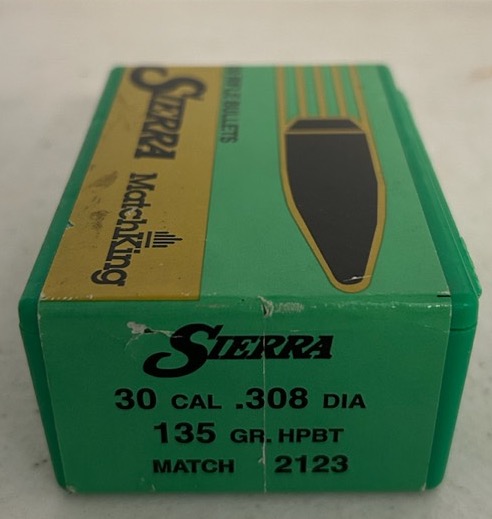 RIFLE BULLETS
SIERRA MatchKing
SIERRA
30 CAL .308 DIA
135 GR. HPBT
MATCH 2123